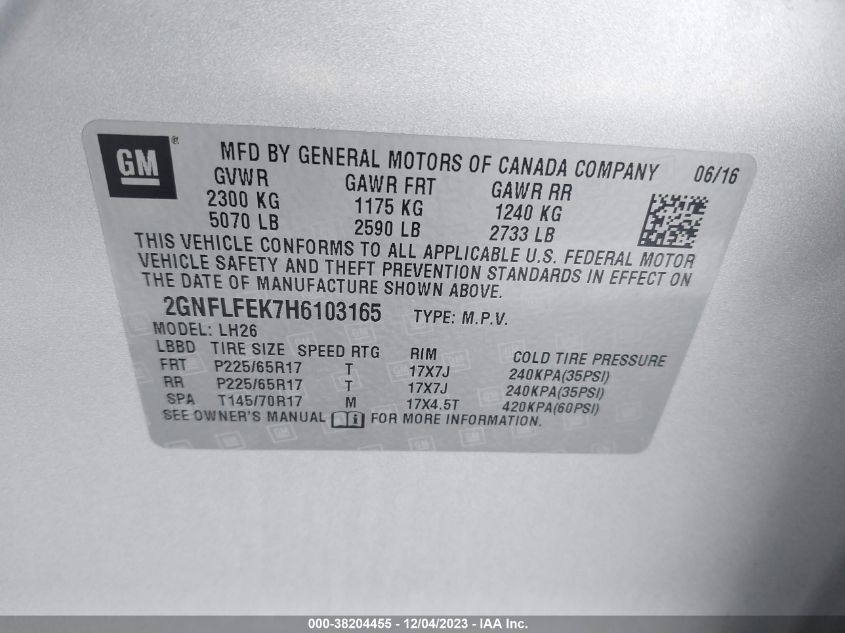 GM®
MFD BY GENERAL MOTORS OF CANADA COMPANY 06/16
GVWR GAWR FRT GAWR RR
2300 KG 1175 KG 1240 KG
5070 LB 2590 LB 2733 LB
THIS VEHICLE CONFORMS TO ALL APPLICABLE U.S. FEDERAL MOTOR
VEHICLE SAFETY AND THEFT PREVENTION STANDARDS IN EFFECT ON
THE DATE OF MANUFACTURE SHOWN ABOVE.
2GNFLFEK7H6103165 TYPE: M.P.V.
MODEL: LH26
LBBD TIRE SIZE SPEED RTG RIM COLD TIRE PRESSURE
FRT P225/65R17 T 17X7J 240KPA(35PSI)
RR P225/65R17 T 17X7J 240KPA(35PSI)
SPA T145/70R17 M 17X4.5T 420KPA(60PSI)
SEE OWNER'S MANUAL i FOR MORE INFORMATION.
000-38204455 - 12/04/2023 - IAA Inc.